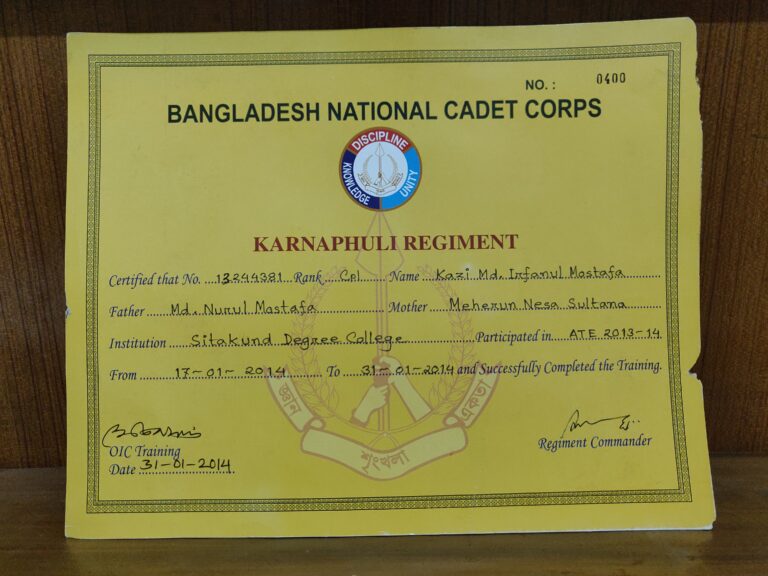 NO. : 0400
BANGLADESH NATIONAL CADET CORPS
DISCIPLINE
KNOWLEDGE
UNITY
KARNAPHULI REGIMENT
Certified that No. 13244381 Rank Cpl Name Kazi Md. Irfanul Mostafa
Father Md. Nurul Mostafa Mother Meherun Nesa Sultana
Institution Sitakund Degree College Participated in ATE 2013-14
From 17-01-2014 To 31-01-2014 and Successfully Completed the Training.
জ্ঞান
একতা
শৃংখলা
OIC Training
Regiment Commander
Date 31-01-2014